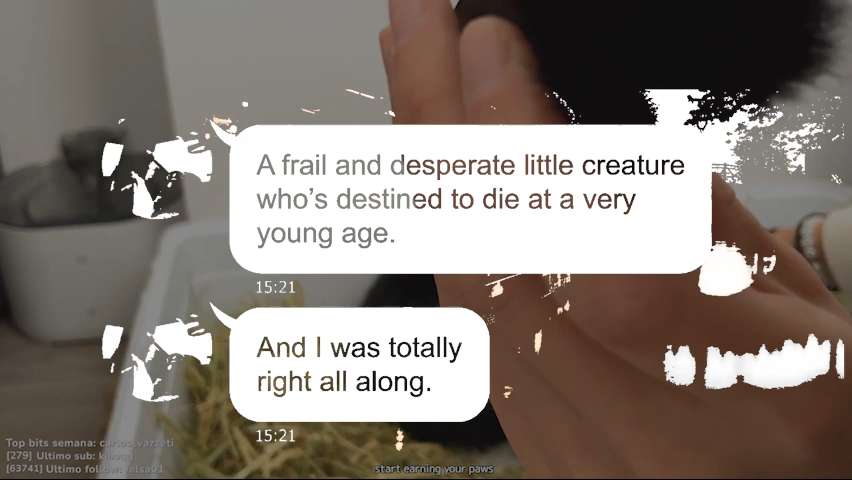 A frail and desperate little creature
who's destined to die at a very
young age.
15:21
And I was totally
right all along.
15:21
Top bits semana: carlos_vazzeti
[279] Ultimo sub:
[63741] Ultimo follow:
start earning your paws